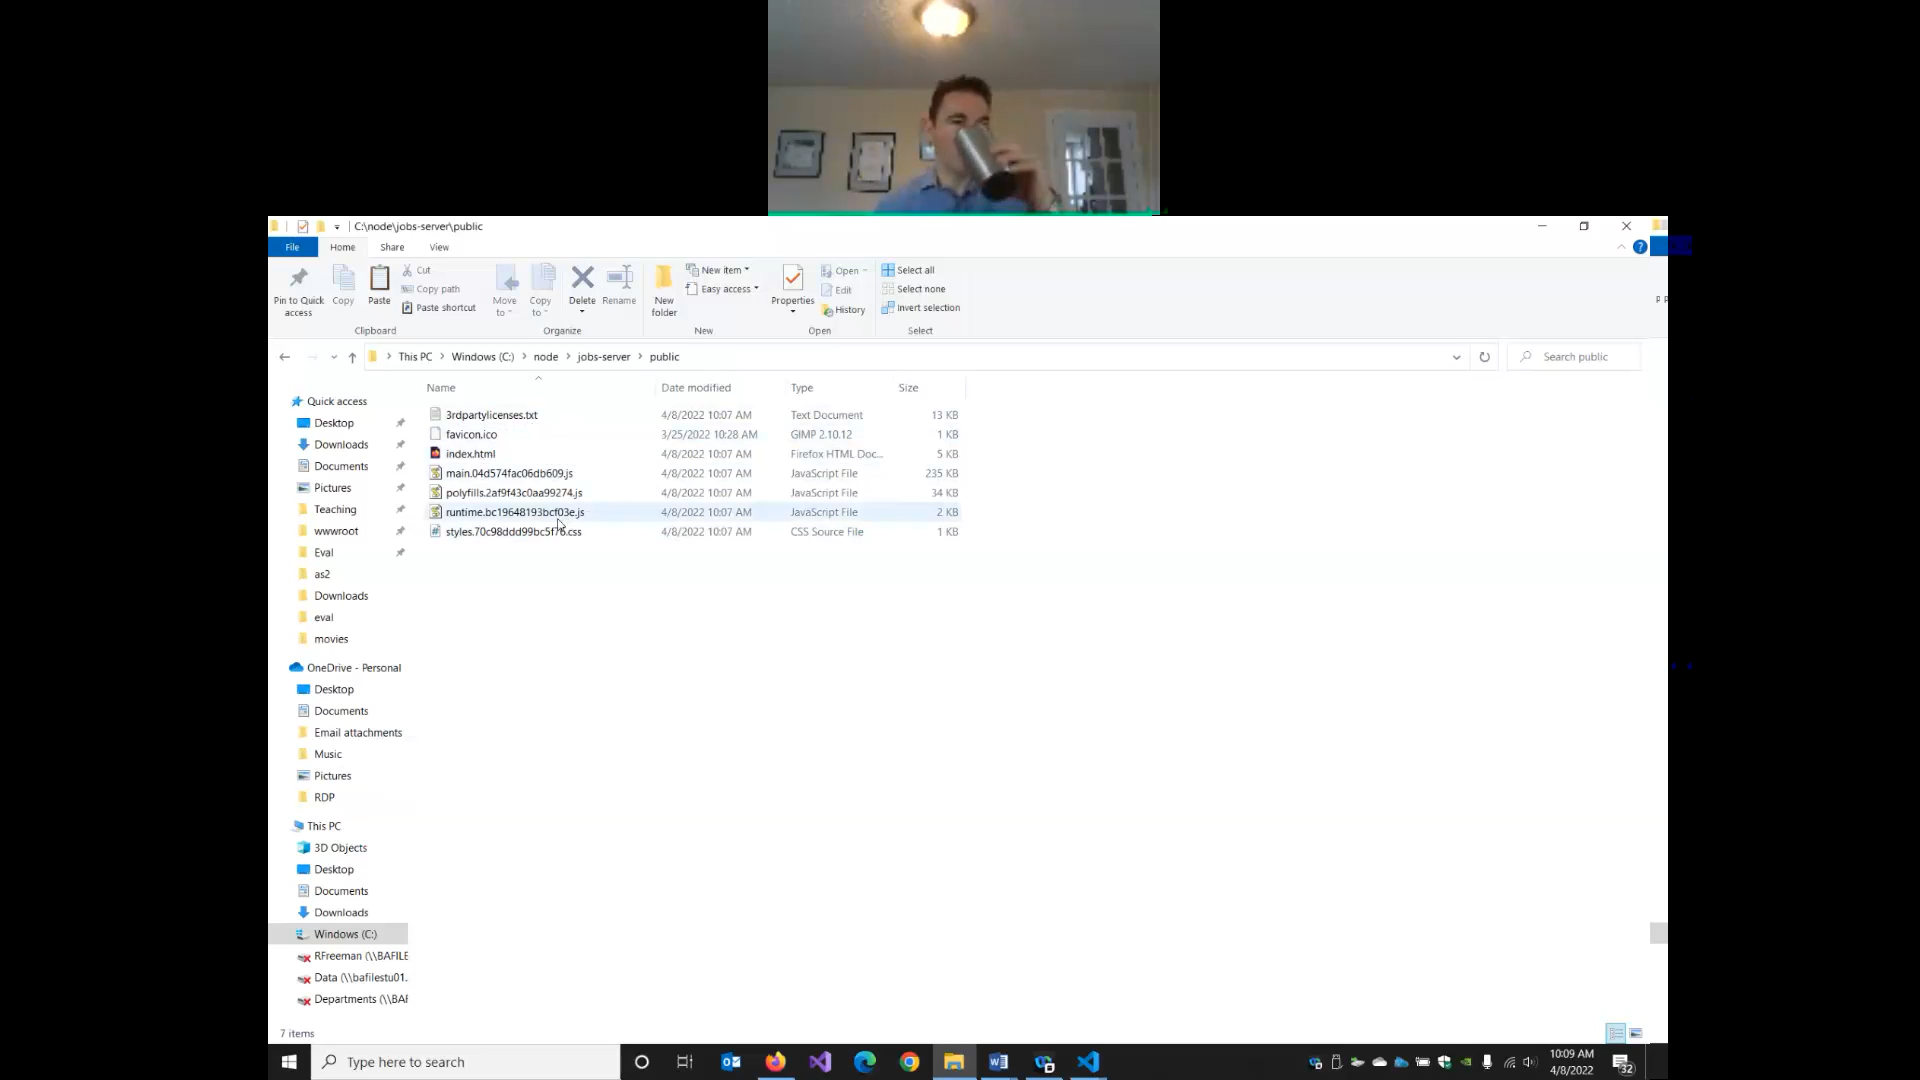 C:\node\jobs-server\public
File Home Share View
Pin to Quick access
Copy
Paste
Cut
Copy path
Paste shortcut
Clipboard
Move to
Copy to
Delete
Rename
Organize
New folder
New item
Easy access
New
Properties
Open
Edit
History
Open
Select all
Select none
Invert selection
Select
This PC > Windows (C:) > node > jobs-server > public
Search public
Name Date modified Type Size
3rdpartylicenses.txt 4/8/2022 10:07 AM Text Document 13 KB
favicon.ico 3/25/2022 10:28 AM GIMP 2.10.12 1 KB
index.html 4/8/2022 10:07 AM Firefox HTML Doc... 5 KB
main.04d574fac06db609.js 4/8/2022 10:07 AM JavaScript File 235 KB
polyfills.2af9f43c0aa99274.js 4/8/2022 10:07 AM JavaScript File 34 KB
runtime.bc19648193bcf03e.js 4/8/2022 10:07 AM JavaScript File 2 KB
styles.70c98ddd99bc5f76.css 4/8/2022 10:07 AM CSS Source File 1 KB
Quick access
Desktop
Downloads
Documents
Pictures
Teaching
wwwroot
Eval
as2
Downloads
eval
movies
OneDrive - Personal
Desktop
Documents
Email attachments
Music
Pictures
RDP
This PC
3D Objects
Desktop
Documents
Downloads
Windows (C:)
RFreeman (\\BAFILE
Data (\\bafilestu01.
Departments (\\BAF
7 items
Type here to search
10:09 AM
4/8/2022
32